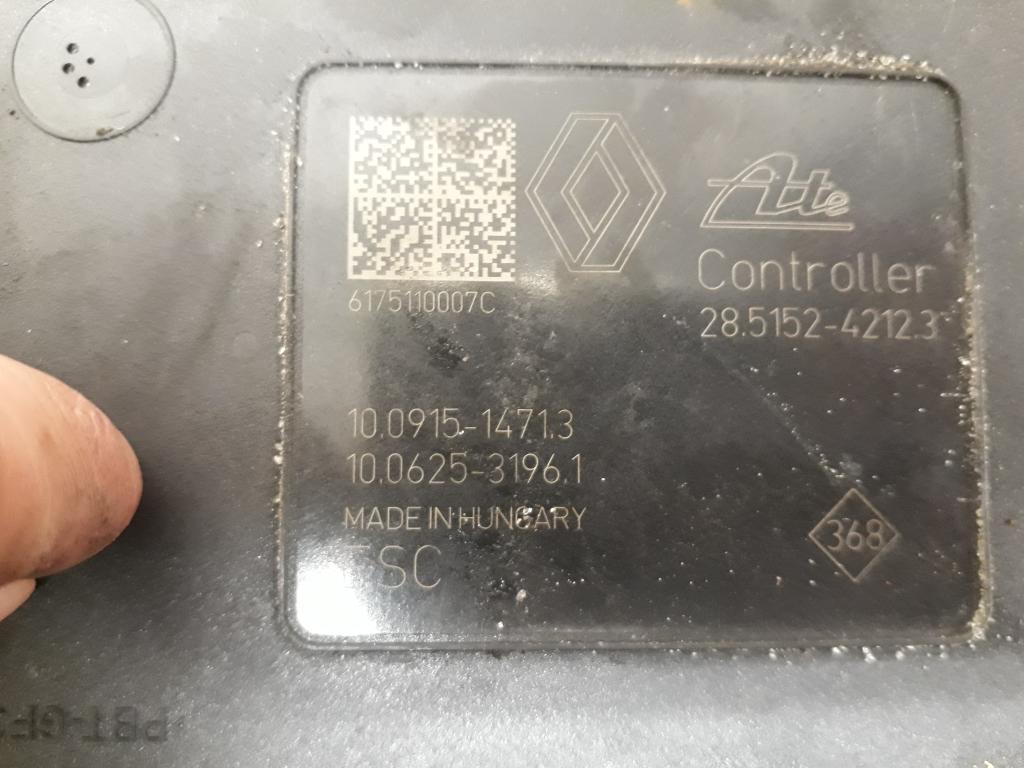 Ate
6175110007C
Controller
28.5152-4212.3
10.0915-1471.3
10.0625-3196.1
MADE IN HUNGARY
ESC
368